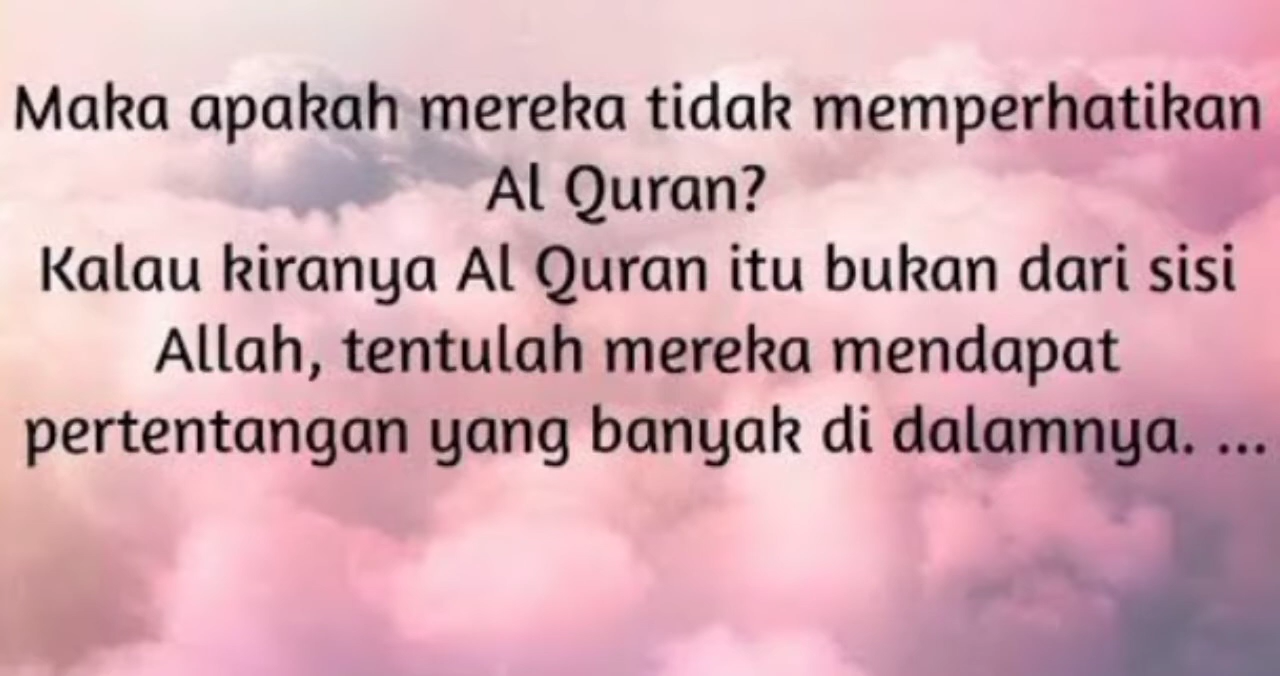 Maka apakah mereka tidak memperhatikan
Al Quran?
Kalau kiranya Al Quran itu bukan dari sisi
Allah, tentulah mereka mendapat
pertentangan yang banyak di dalamnya. ...